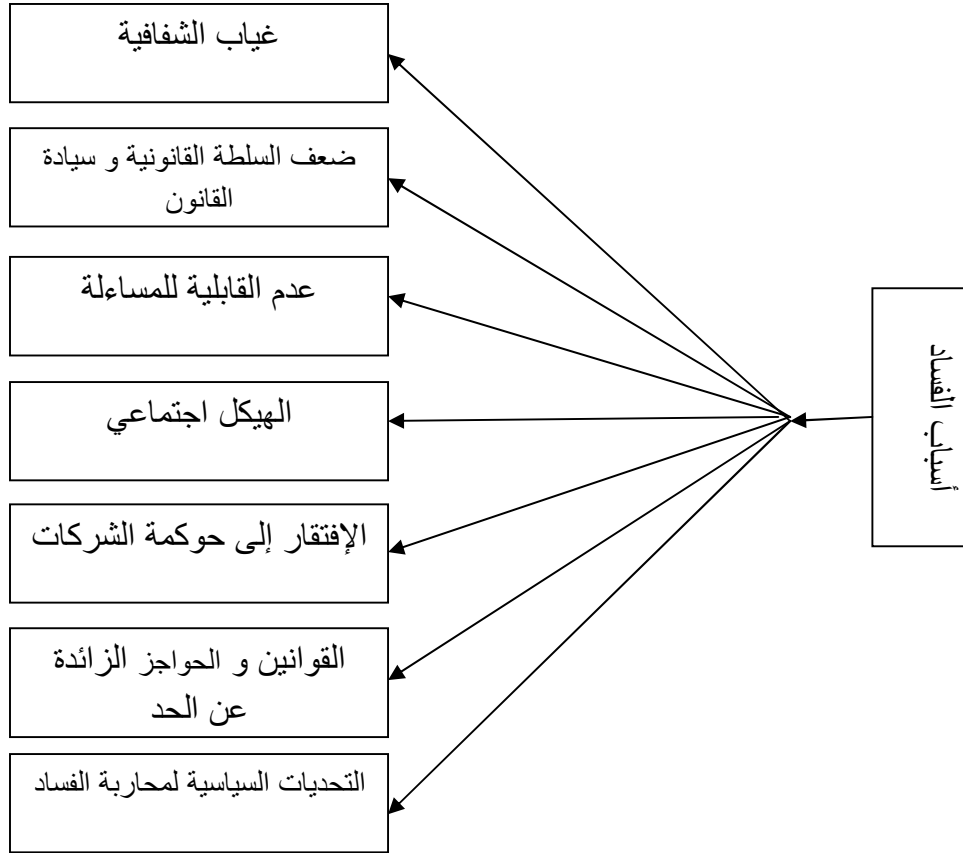 أسباب الفساد
غياب الشفافية
ضعف السلطة القانونية و سيادة
القانون
عدم القابلية للمساءلة
الهيكل اجتماعي
الإفتقار إلى حوكمة الشركات
القوانين و الحواجز الزائدة
عن الحد
التحديات السياسية لمحاربة الفساد